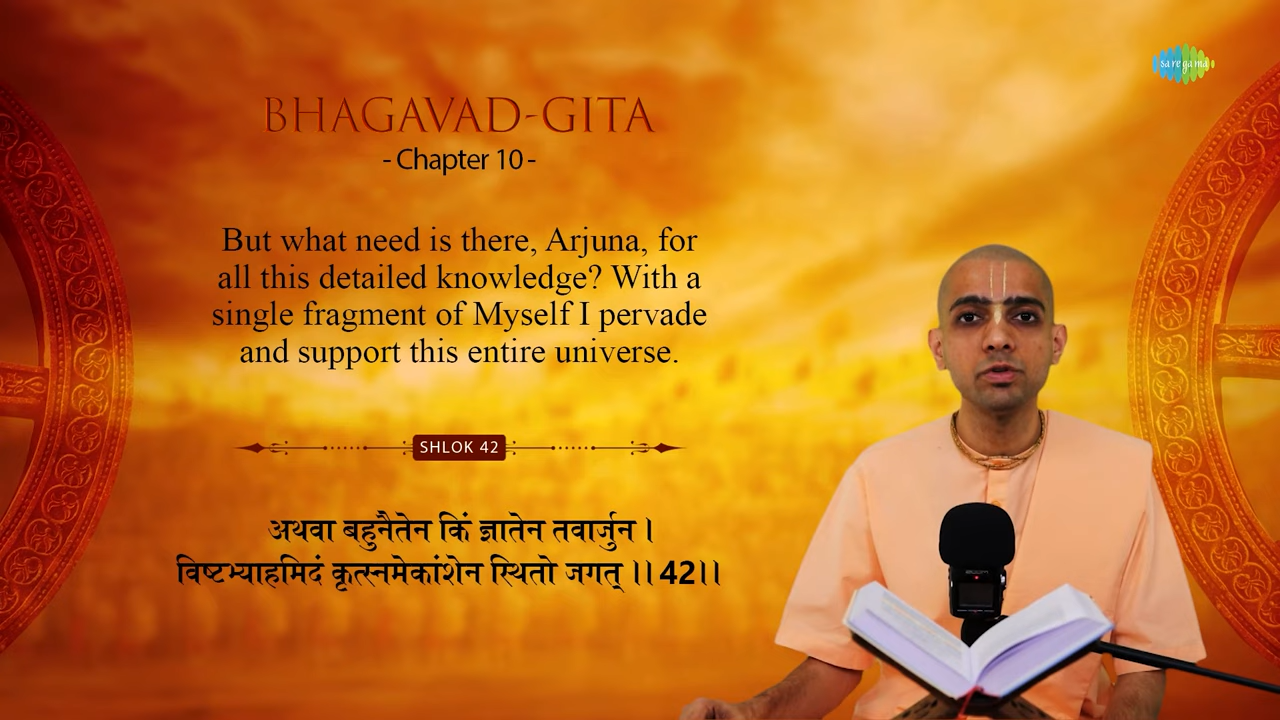 saregama
BHAGAVAD-GITA
- Chapter 10 -
But what need is there, Arjuna, for
all this detailed knowledge? With a
single fragment of Myself I pervade
and support this entire universe.
SHLOK 42
अथवा बहुनैतेन किं ज्ञातेन तवार्जुन ।
विष्टभ्याहमिदं कृत्स्नमेकांशेन स्थितो जगत् ।। 42।।
zoom